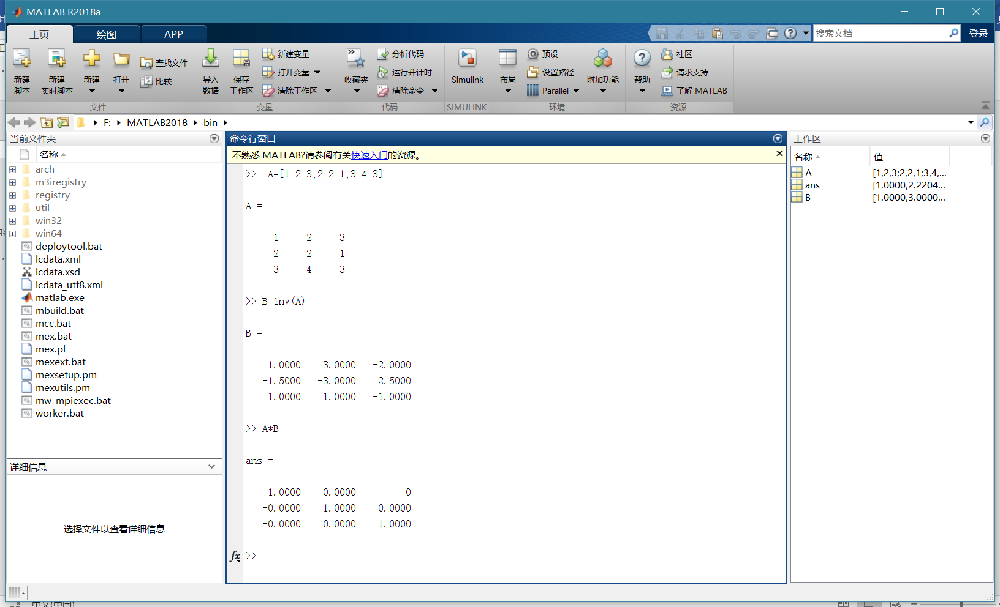 MATLAB R2018a
主页 绘图 APP
搜索文档 登录
新建脚本 新建实时脚本 新建 打开 查找文件 比较
导入数据 保存工作区 新建变量 打开变量 清除工作区
收藏夹 分析代码 运行并计时 清除命令
Simulink
布局 预设 设置路径 Parallel 附加功能
帮助 社区 请求支持 了解 MATLAB
文件 变量 代码 SIMULINK 环境 资源
F: MATLAB2018 bin
当前文件夹
名称
arch
m3iregistry
registry
util
win32
win64
deploytool.bat
lcdata.xml
lcdata.xsd
lcdata_utf8.xml
matlab.exe
mbuild.bat
mcc.bat
mex.bat
mex.pl
mexext.bat
mexsetup.pm
mexutils.pm
mw_mpiexec.bat
worker.bat
详细信息
选择文件以查看详细信息
命令行窗口
不熟悉 MATLAB?请参阅有关快速入门的资源。
>> A=[1 2 3;2 2 1;3 4 3]
A =
1 2 3
2 2 1
3 4 3
>> B=inv(A)
B =
1.0000 3.0000 -2.0000
-1.5000 -3.0000 2.5000
1.0000 1.0000 -1.0000
>> A*B
ans =
1.0000 0.0000 0
-0.0000 1.0000 0.0000
-0.0000 0.0000 1.0000
fx >>
工作区
名称 值
A [1,2,3;2,2,1;3,4,...
ans [1.0000,2.2204...
B [1.0000,3.0000...